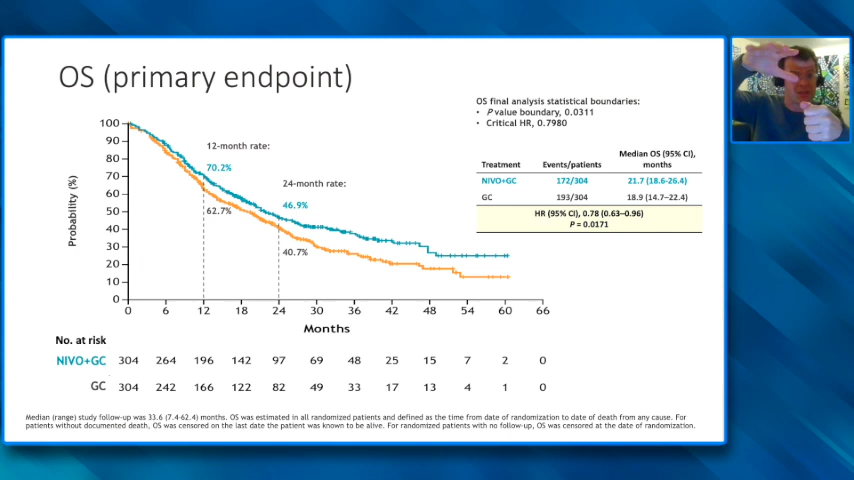 OS (primary endpoint)
OS final analysis statistical boundaries:
• P value boundary, 0.0311
• Critical HR, 0.7980
Treatment Events/patients Median OS (95% CI), months
NIVO+GC 172/304 21.7 (18.6-26.4)
GC 193/304 18.9 (14.7–22.4)
HR (95% CI), 0.78 (0.63–0.96)
P = 0.0171
Probability (%)
100
90
80
70
60
50
40
30
20
10
0
12-month rate:
70.2%
62.7%
24-month rate:
46.9%
40.7%
0 6 12 18 24 30 36 42 48 54 60 66
Months
No. at risk
NIVO+GC 304 264 196 142 97 69 48 25 15 7 2 0
GC 304 242 166 122 82 49 33 17 13 4 1 0
Median (range) study follow-up was 33.6 (7.4-62.4) months. OS was estimated in all randomized patients and defined as the time from date of randomization to date of death from any cause. For
patients without documented death, OS was censored on the last date the patient was known to be alive. For randomized patients with no follow-up, OS was censored at the date of randomization.